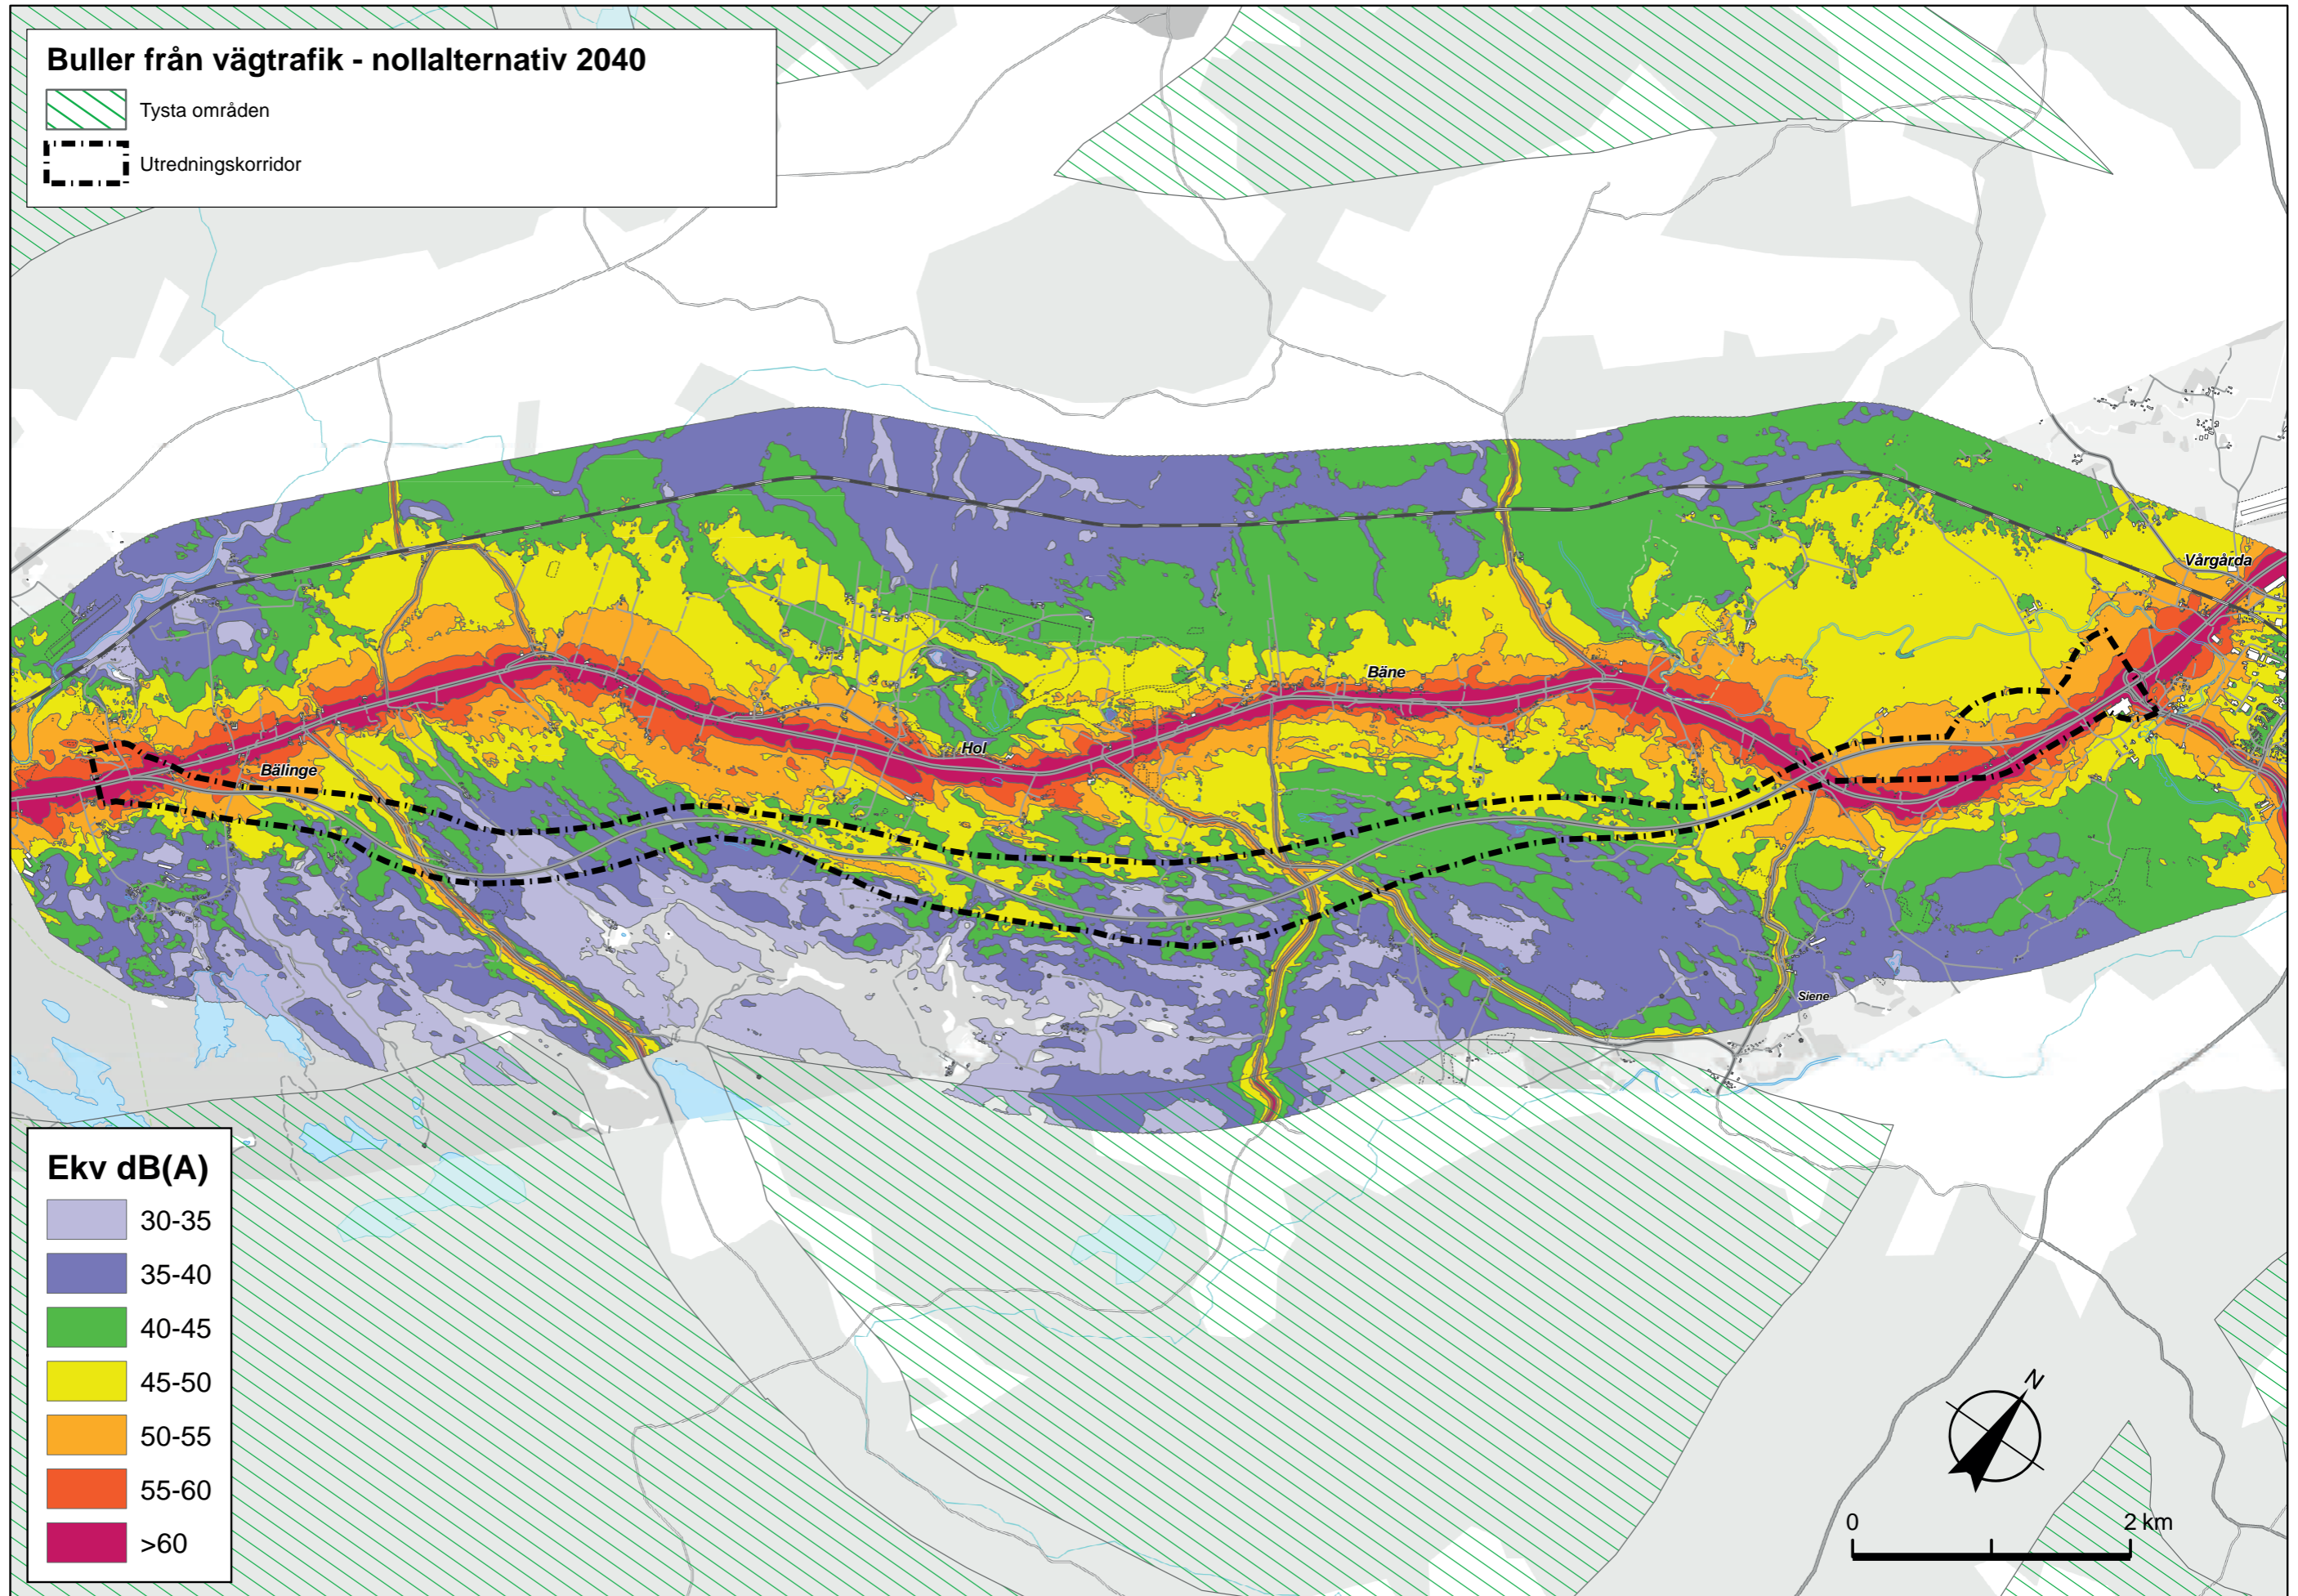 Buller från vägtrafik - nollalternativ 2040
Tysta områden
Utredningskorridor
Vårgårda
Bäne
Hol
Bälinge
Siene
Ekv dB(A)
30-35
35-40
40-45
45-50
50-55
55-60
>60
N
0 2 km